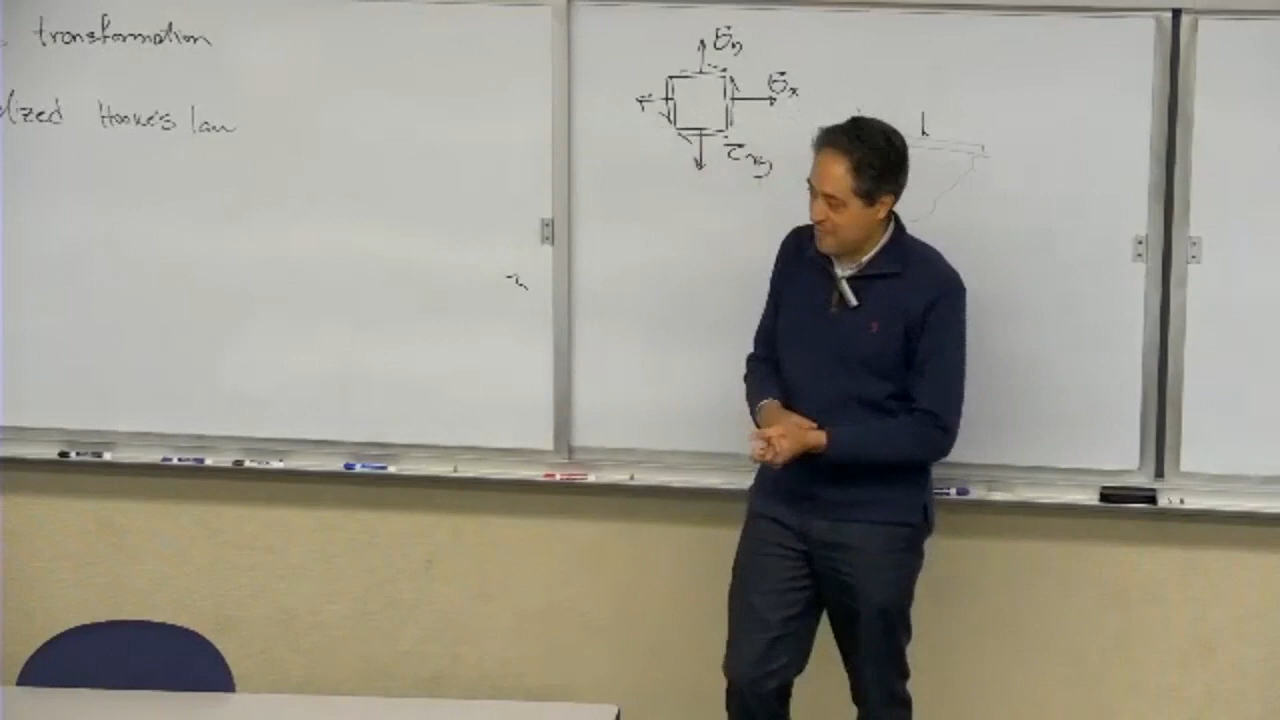 transformation
lized Hooke's law
σy
σx
τxy